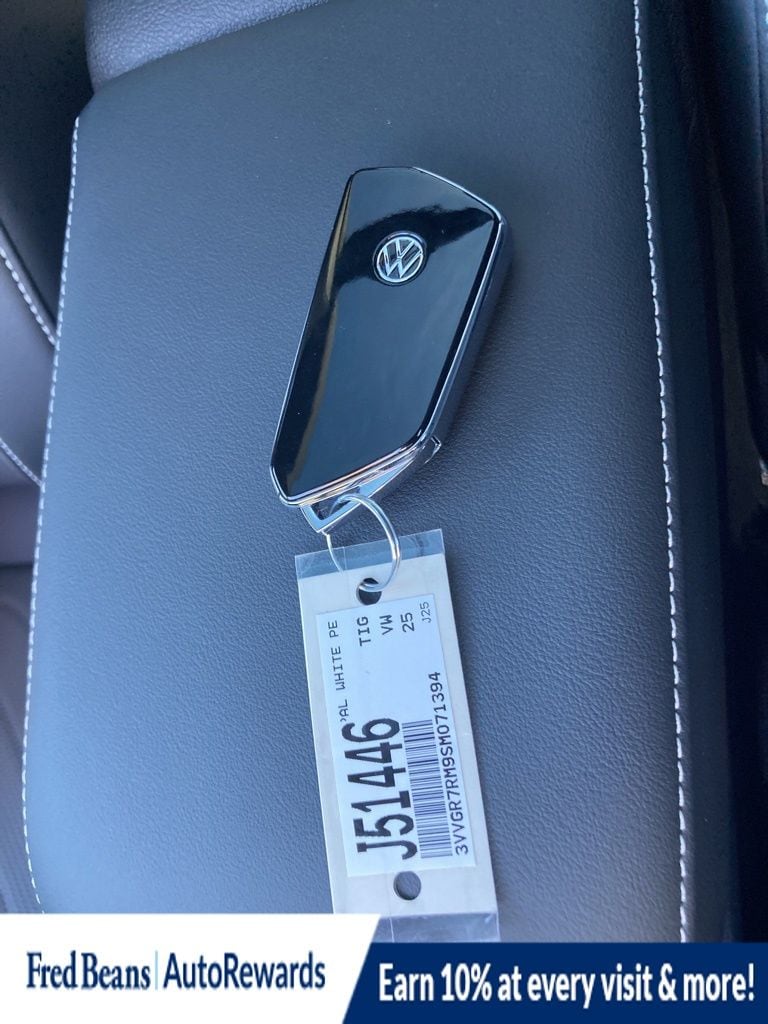 'AL WHITE PE
TIG
VW
25
J25
J51446
3VVGR7RM9SM071394
Fred Beans | AutoRewards
Earn 10% at every visit & more!